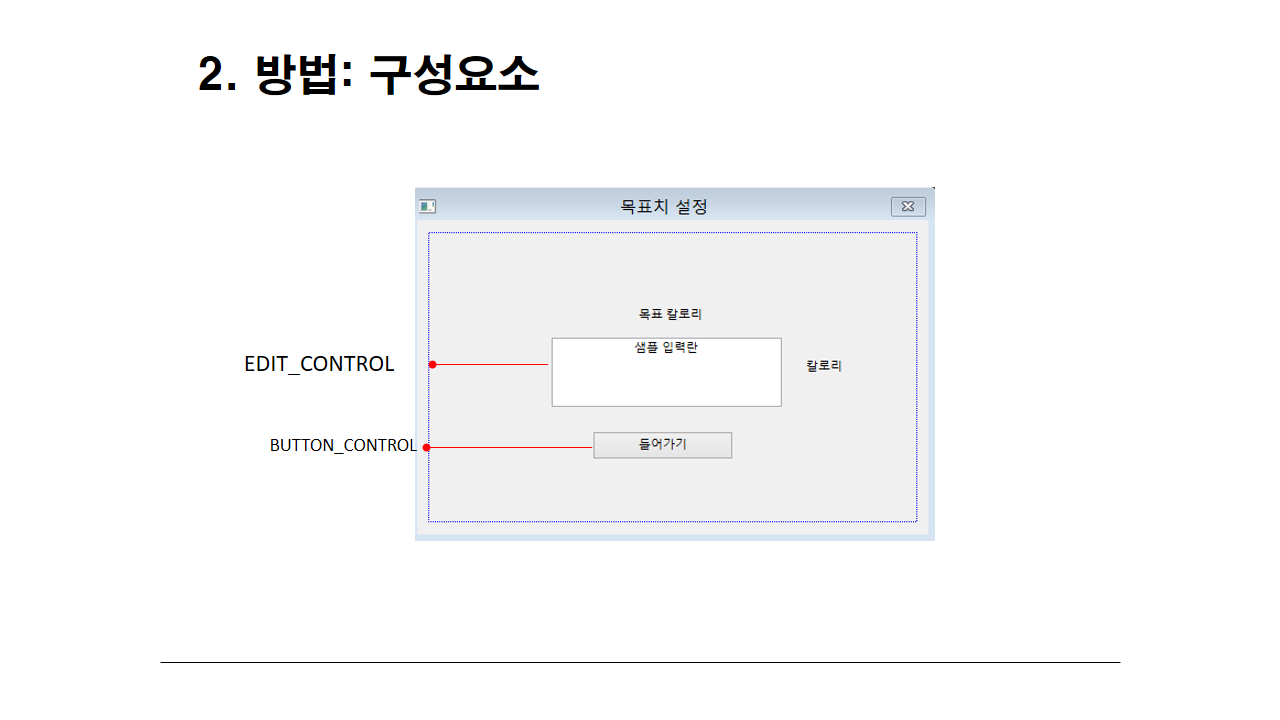 2. 방법: 구성요소
목표치 설정
목표 칼로리
샘플 입력란
EDIT_CONTROL
칼로리
BUTTON_CONTROL
들어가기